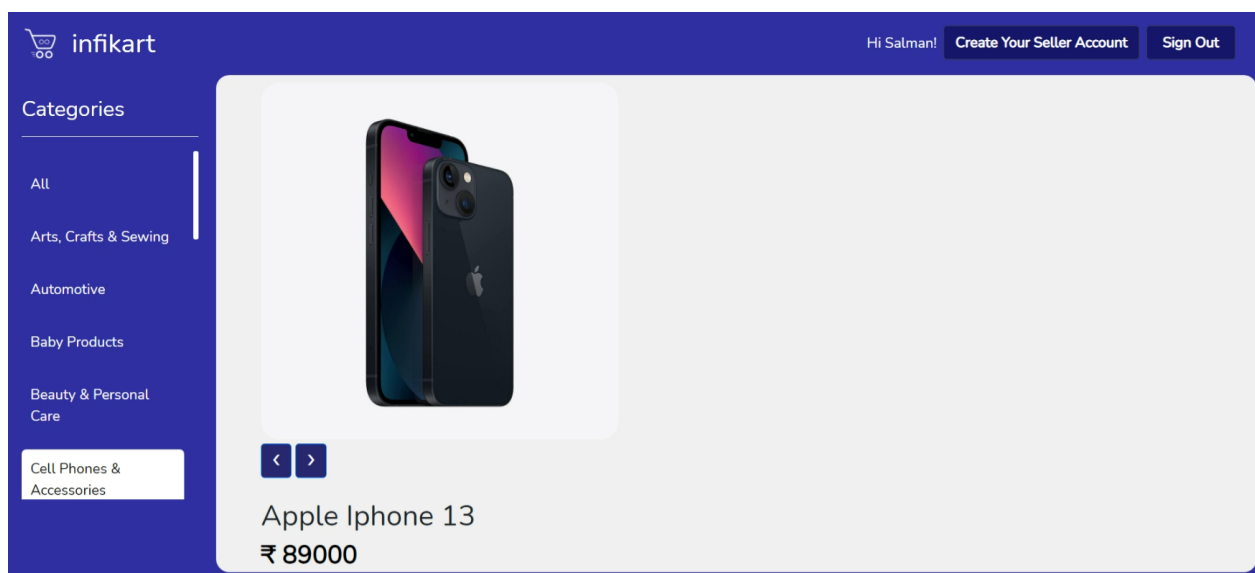 infikart
Hi Salman!
Create Your Seller Account
Sign Out
Categories
All
Arts, Crafts & Sewing
Automotive
Baby Products
Beauty & Personal
Care
Cell Phones &
Accessories
Apple Iphone 13
₹ 89000